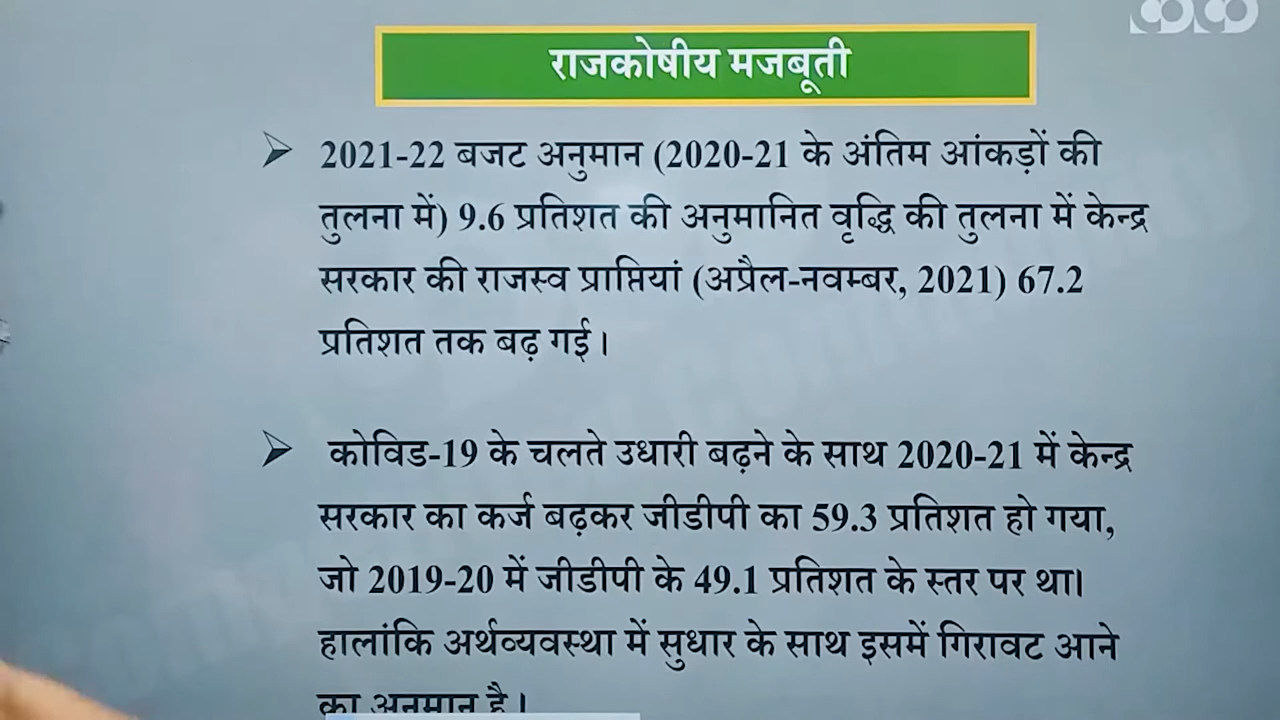 राजकोषीय मजबूती
2021-22 बजट अनुमान (2020-21 के अंतिम आंकड़ों की
तुलना में) 9.6 प्रतिशत की अनुमानित वृद्धि की तुलना में केन्द्र
सरकार की राजस्व प्राप्तियां (अप्रैल-नवम्बर, 2021) 67.2
प्रतिशत तक बढ़ गई।
कोविड-19 के चलते उधारी बढ़ने के साथ 2020-21 में केन्द्र
सरकार का कर्ज बढ़कर जीडीपी का 59.3 प्रतिशत हो गया,
जो 2019-20 में जीडीपी के 49.1 प्रतिशत के स्तर पर था।
हालांकि अर्थव्यवस्था में सुधार के साथ इसमें गिरावट आने
का अनुमान है।